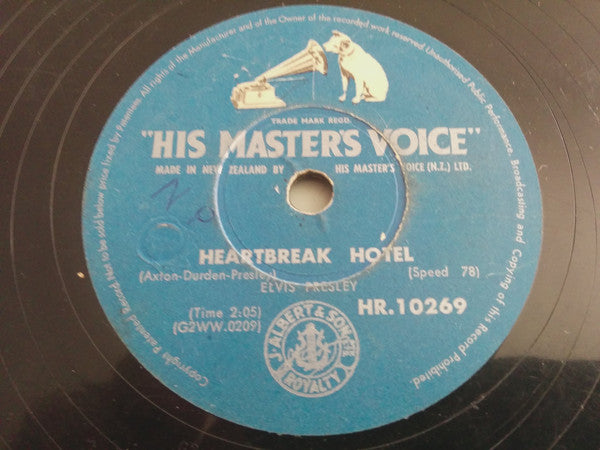 Copyright Patented Record Not to be sold below price fixed by Patentees All rights of the Manufacturer and of the Owner of the recorded work reserved Unauthorised Public Performance, Broadcasting and Copying of this Record Prohibited
TRADE MARK REGD.
"HIS MASTER'S VOICE"
MADE IN NEW ZEALAND BY HIS MASTER'S VOICE (N.Z.) LTD.
HEARTBREAK HOTEL
(Axton-Durden-Presley) (Speed 78)
ELVIS PRESLEY
(Time 2:05) HR.10269
(G2WW.0209)
J. ALBERT & SON
ROYALTY